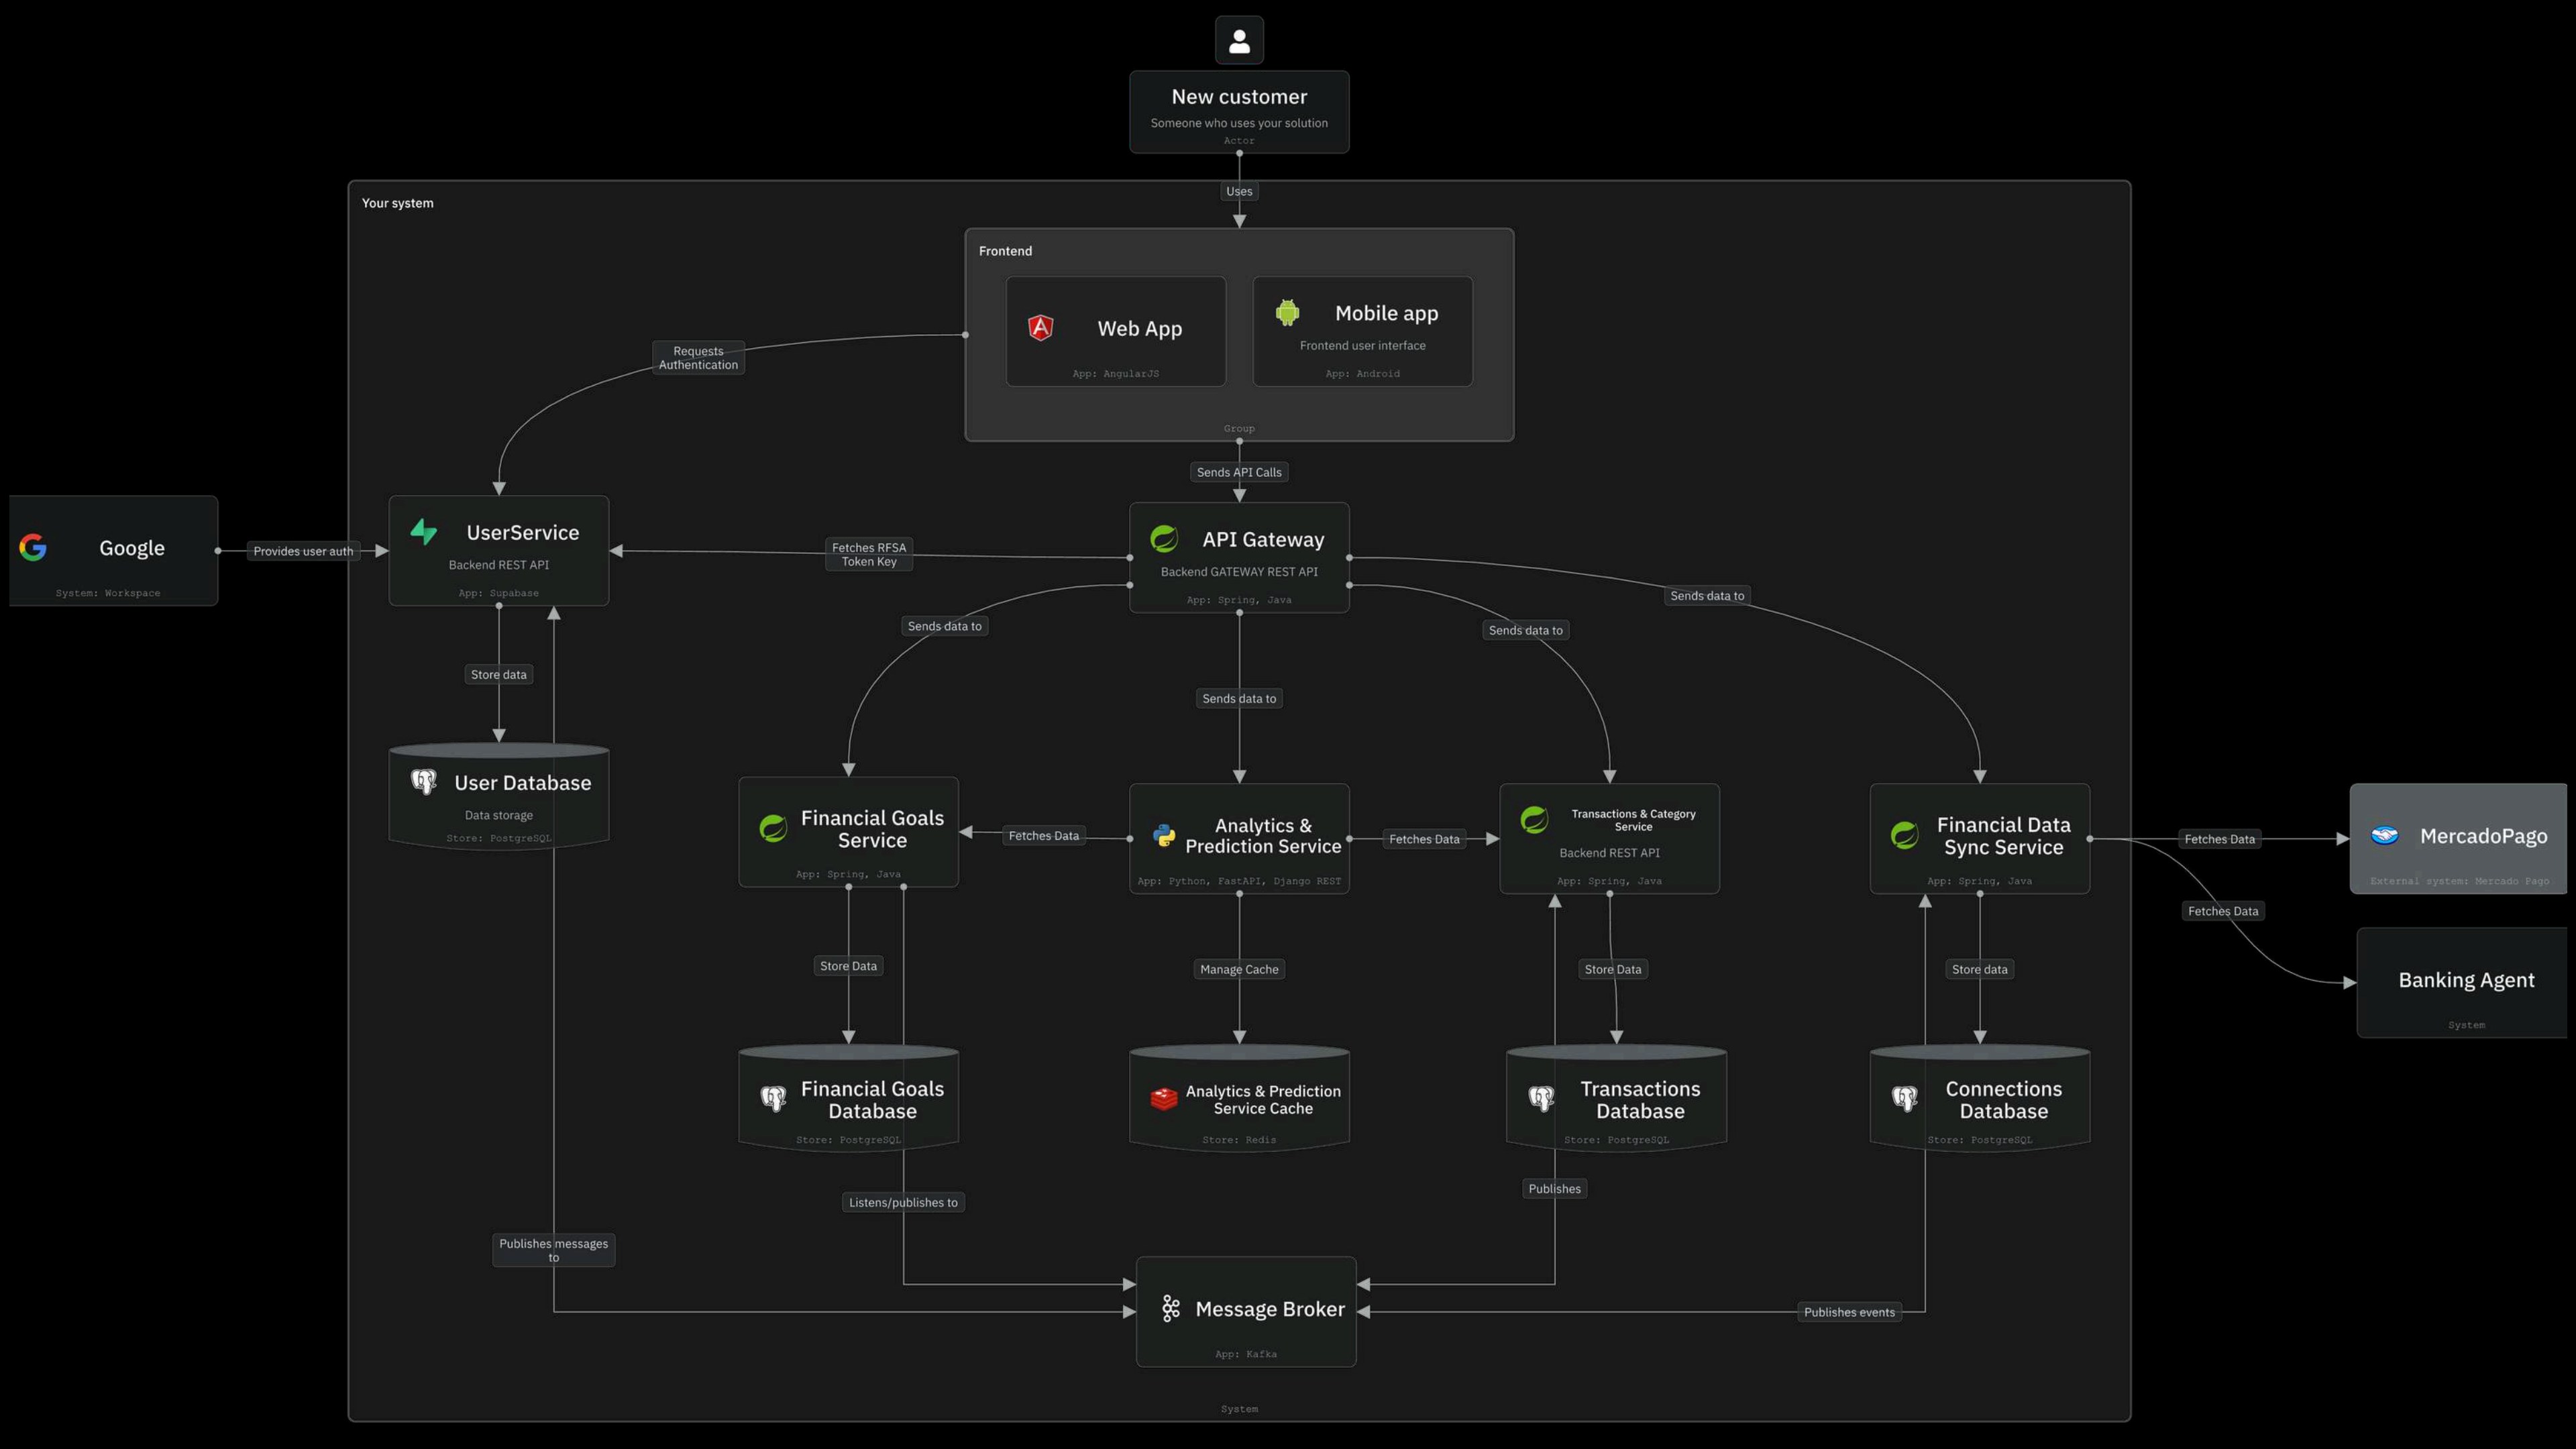 New customer
Someone who uses your solution
Actor
Your system
Uses
Frontend
Web App
App: AngularJS
Mobile app
Frontend user interface
App: Android
Group
Requests
Authentication
Sends API Calls
Google
System: Workspace
Provides user auth
UserService
Backend REST API
App: Supabase
Fetches RFSA
Token Key
API Gateway
Backend GATEWAY REST API
App: Spring, Java
Sends data to
Sends data to
Sends data to
Sends data to
Store data
User Database
Data storage
Store: PostgreSQL
Financial Goals
Service
App: Spring, Java
Fetches Data
Analytics &
Prediction Service
App: Python, FastAPI, Django REST
Fetches Data
Transactions & Category
Service
Backend REST API
App: Spring, Java
Financial Data
Sync Service
App: Spring, Java
Fetches Data
MercadoPago
External system: Mercado Pago
Fetches Data
Banking Agent
System
Store Data
Manage Cache
Store Data
Store data
Financial Goals
Database
Store: PostgreSQL
Analytics & Prediction
Service Cache
Store: Redis
Transactions
Database
Store: PostgreSQL
Connections
Database
Store: PostgreSQL
Listens/publishes to
Publishes
Publishes messages
to
Message Broker
App: Kafka
Publishes events
System